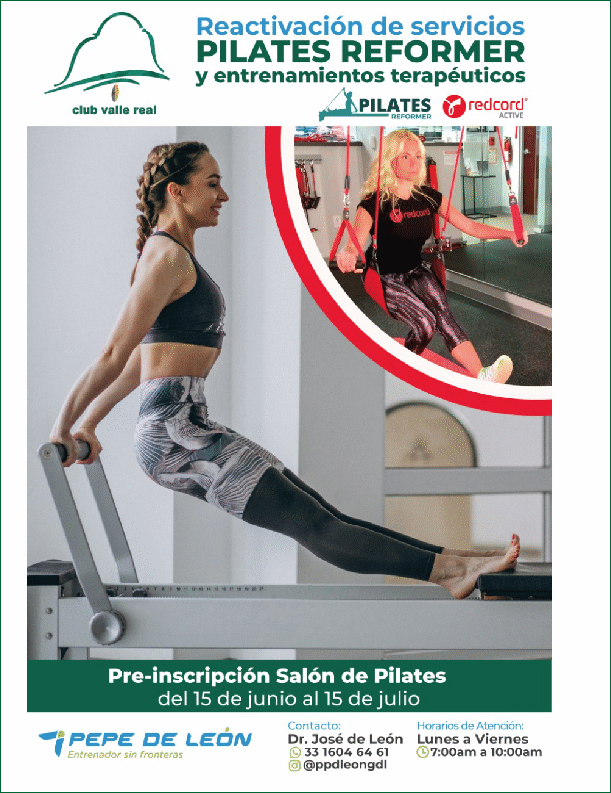 Reactivación de servicios
PILATES REFORMER
y entrenamientos terapéuticos
club valle real
PILATES
REFORMER
redcord®
ACTIVE
redcord
Pre-inscripción Salón de Pilates
del 15 de junio al 15 de julio
PEPE DE LEÓN
Entrenador sin fronteras
Contacto:
Dr. José de León
33 1604 64 61
@ppdleongdl
Horarios de Atención:
Lunes a Viernes
7:00am a 10:00am